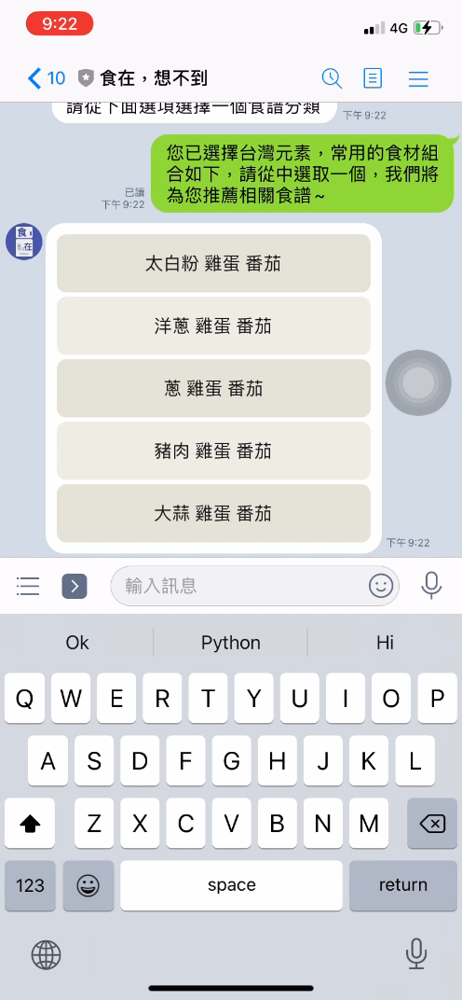 9:22
4G
10 食在，想不到
請從下面選項選擇一個食譜分類
下午9:22
您已選擇台灣元素，常用的食材組
合如下，請從中選取一個，我們將
為您推薦相關食譜~
已讀
下午9:22
食
在
太白粉 雞蛋 番茄
洋蔥 雞蛋 番茄
蔥 雞蛋 番茄
豬肉 雞蛋 番茄
大蒜 雞蛋 番茄
下午9:22
輸入訊息
Ok Python Hi
Q W E R T Y U I O P
A S D F G H J K L
Z X C V B N M
123 space return